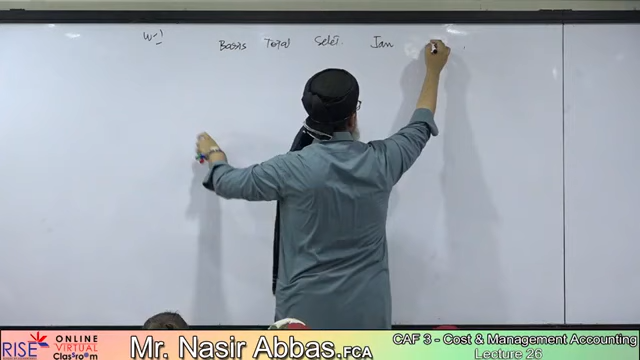 W-1
Basis Total Selet. Jan
RISE
ONLINE
VIRTUAL
Classroom
Mr. Nasir Abbas.FCA
CAF 3 - Cost & Management Accounting
Lecture 26